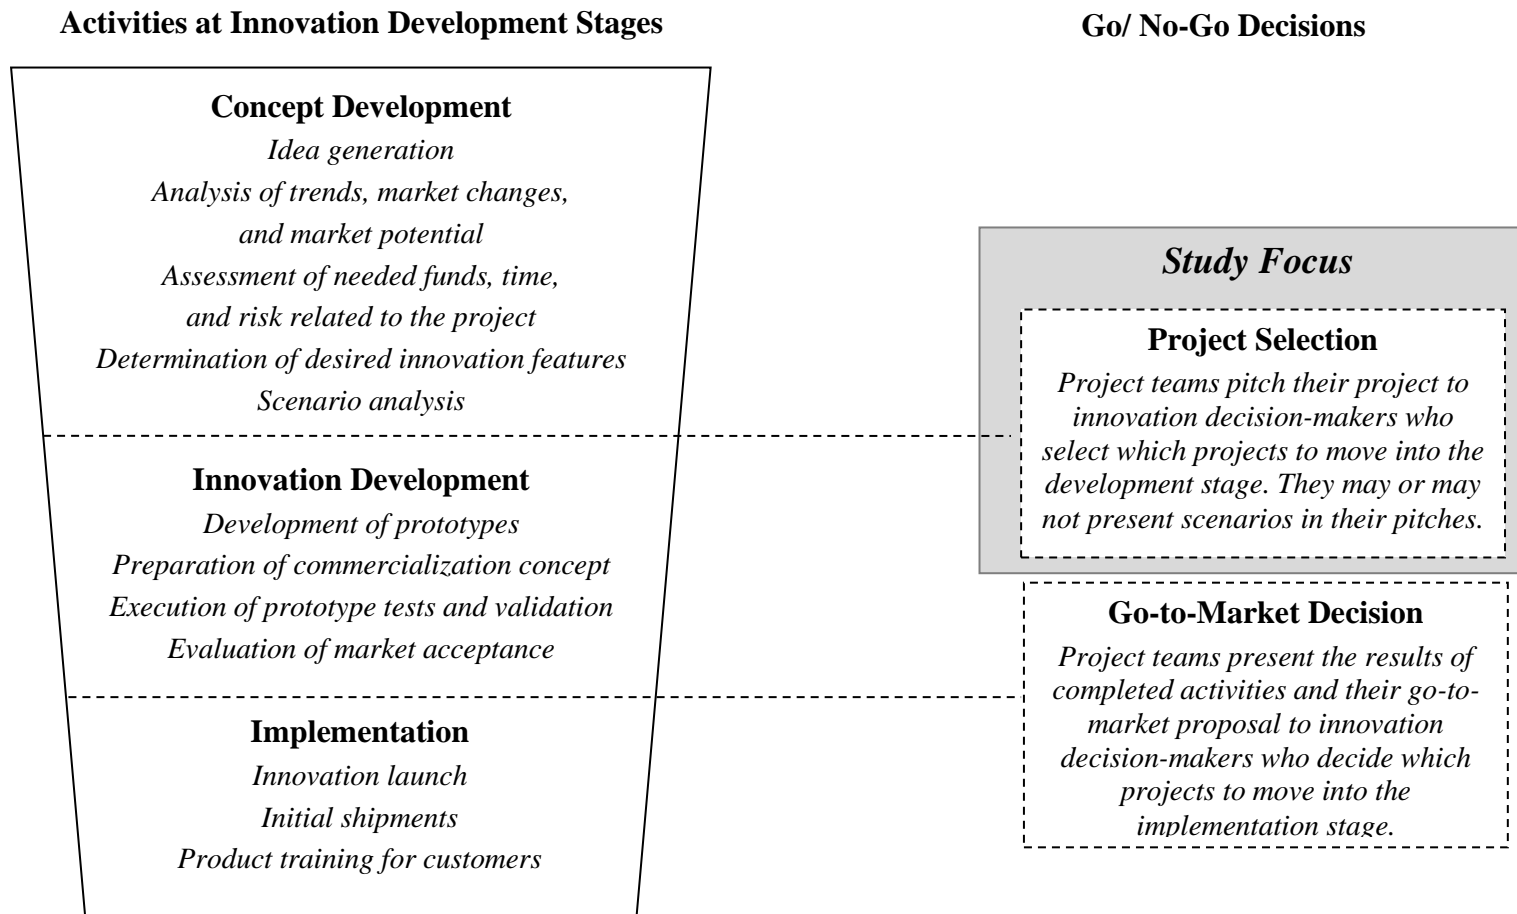 Activities at Innovation Development Stages
Go/ No-Go Decisions
Concept Development
Idea generation
Analysis of trends, market changes,
and market potential
Assessment of needed funds, time,
and risk related to the project
Determination of desired innovation features
Scenario analysis
Innovation Development
Development of prototypes
Preparation of commercialization concept
Execution of prototype tests and validation
Evaluation of market acceptance
Implementation
Innovation launch
Initial shipments
Product training for customers
Study Focus
Project Selection
Project teams pitch their project to
innovation decision-makers who
select which projects to move into the
development stage. They may or may
not present scenarios in their pitches.
Go-to-Market Decision
Project teams present the results of
completed activities and their go-to-
market proposal to innovation
decision-makers who decide which
projects to move into the
implementation stage.